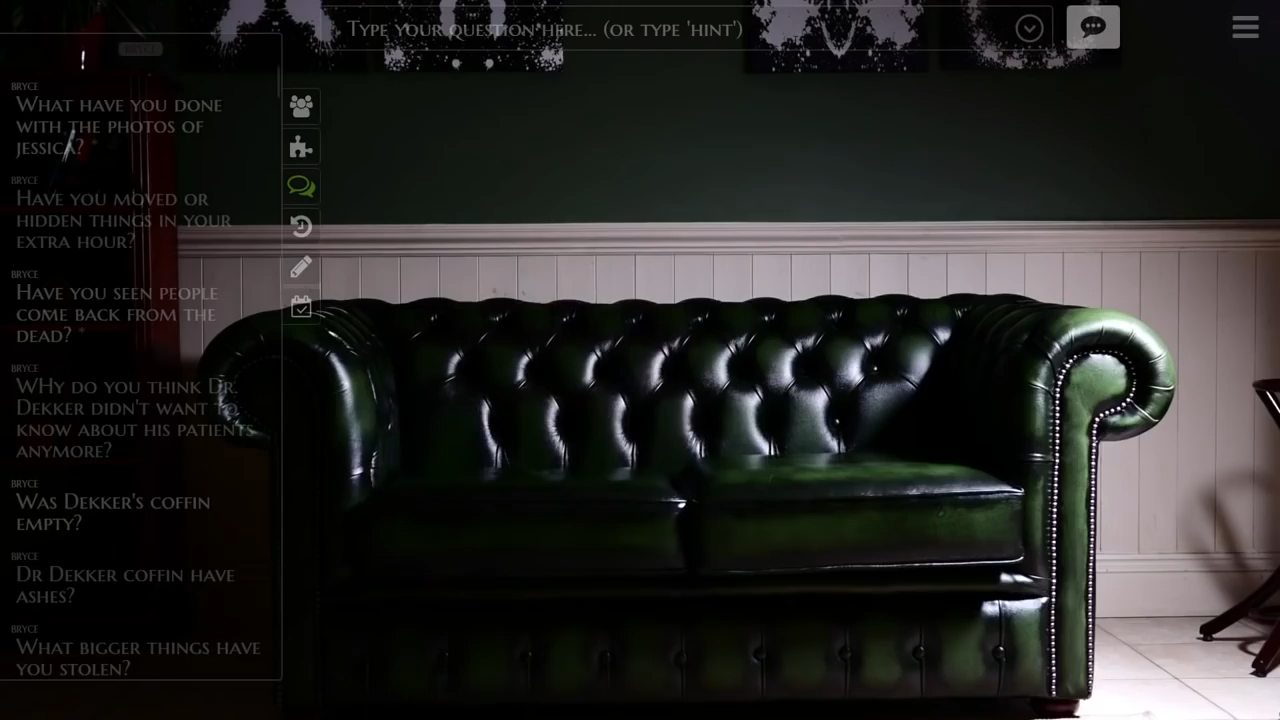 Type your question here... (or type 'hint')
BRYCE
BRYCE
What have you done
with the photos of
Jessica? *
BRYCE
Have you moved or
hidden things in your
extra hour?
BRYCE
Have you seen people
come back from the
dead? *
BRYCE
WHy do you think Dr.
Dekker didn't want to
know about his patients
anymore?
BRYCE
Was Dekker's coffin
empty?
BRYCE
Dr Dekker coffin have
ashes?
BRYCE
What bigger things have
you stolen?